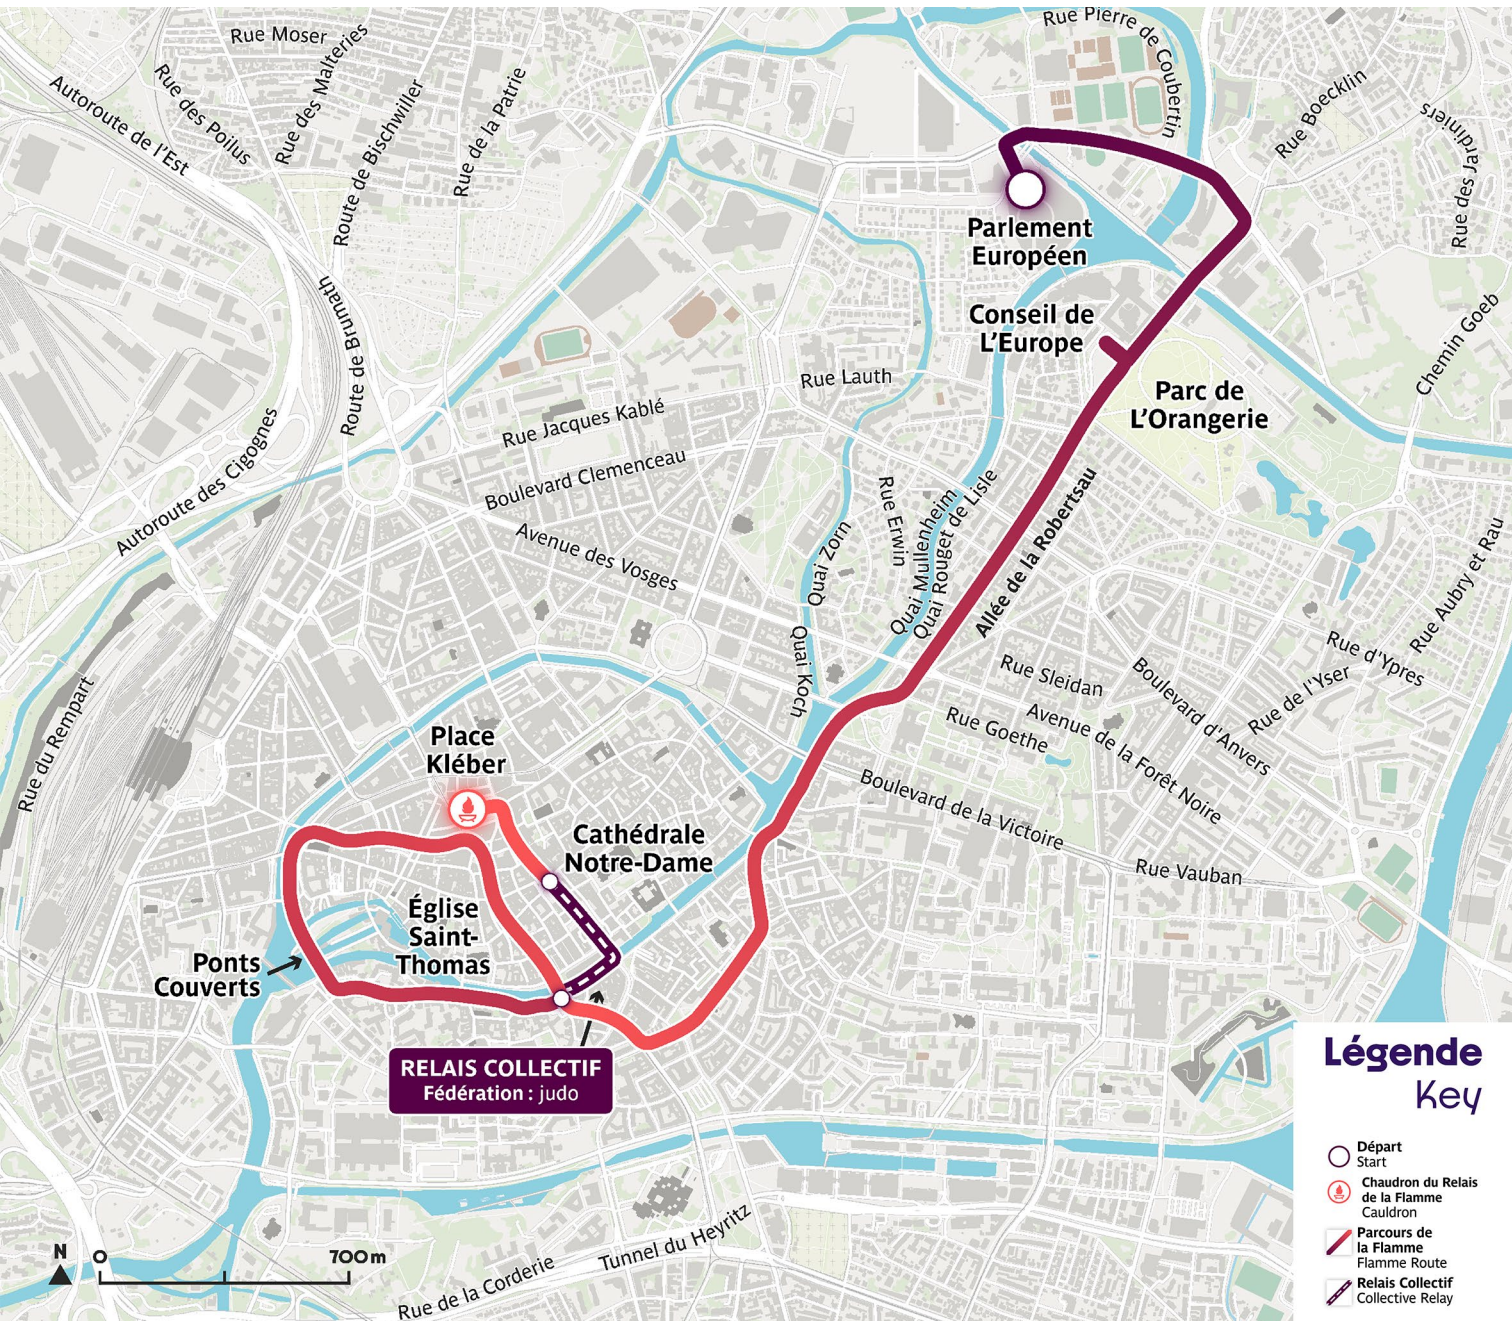 Rue Moser
Rue des Malteries
Rue Pierre de Coubertin
Autoroute de l'Est
Rue des Poilus
Route de Bischwiller
Rue de la Patrie
Rue Boecklin
Rue des Jardiniers
Parlement
Européen
Route de Brumath
Conseil de
L'Europe
Chemin Goeb
Rue Lauth
Parc de
L'Orangerie
Rue Jacques Kablé
Boulevard Clemenceau
Autoroute des Cigognes
Avenue des Vosges
Rue Erwin
Quai Zorn
Quai Mullenheim
Quai Rouget de Lisle
Allée de la Robertsau
Rue Aubry et Rau
Quai Koch
Rue Sleidan
Boulevard d'Anvers
Rue d'Ypres
Rue de l'Yser
Rue Goethe
Avenue de la Forêt Noire
Rue du Rempart
Place
Kléber
Boulevard de la Victoire
Cathédrale
Notre-Dame
Rue Vauban
Église
Saint-
Thomas
Ponts
Couverts
RELAIS COLLECTIF
Fédération : judo
Tunnel du Heyritz
Rue de la Corderie
N
0
700m
Légende
Key
Départ
Start
Chaudron du Relais
de la Flamme
Cauldron
Parcours de
la Flamme
Flamme Route
Relais Collectif
Collective Relay